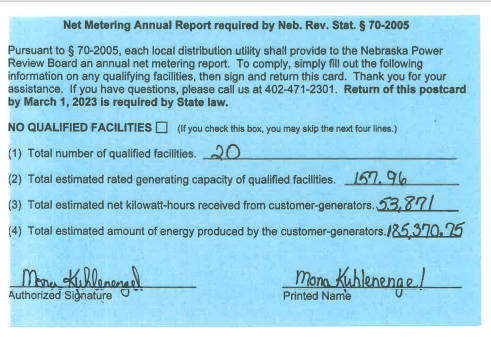 Net Metering Annual Report required by Neb. Rev. Stat. § 70-2005
Pursuant to § 70-2005, each local distribution utility shall provide to the Nebraska Power
Review Board an annual net metering report. To comply, simply fill out the following
information on any qualifying facilities, then sign and return this card. Thank you for your
assistance. If you have questions, please call us at 402-471-2301. Return of this postcard
by March 1, 2023 is required by State law.
NO QUALIFIED FACILITIES ☐ (If you check this box, you may skip the next four lines.)
(1) Total number of qualified facilities. 20
(2) Total estimated rated generating capacity of qualified facilities. 157.96
(3) Total estimated net kilowatt-hours received from customer-generators. 53,871
(4) Total estimated amount of energy produced by the customer-generators. 185,370.75
Mona Kuhlenengel Mona Kuhlenengel
Authorized Signature Printed Name